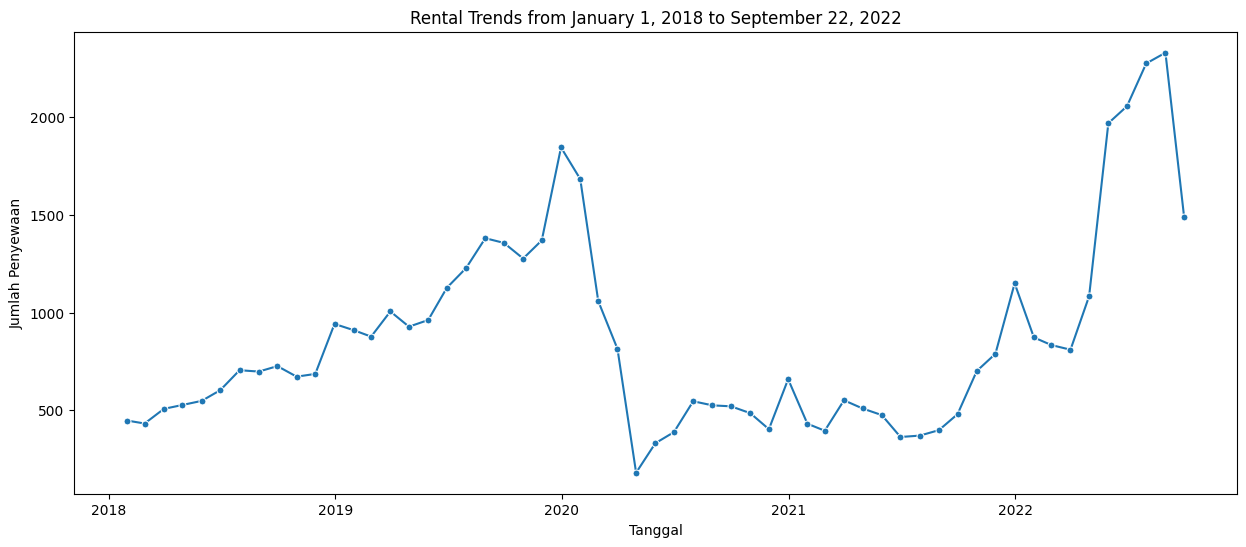 Rental Trends from January 1, 2018 to September 22, 2022
Jumlah Penyewaan
2000
1500
1000
500
2018 2019 2020 2021 2022
Tanggal